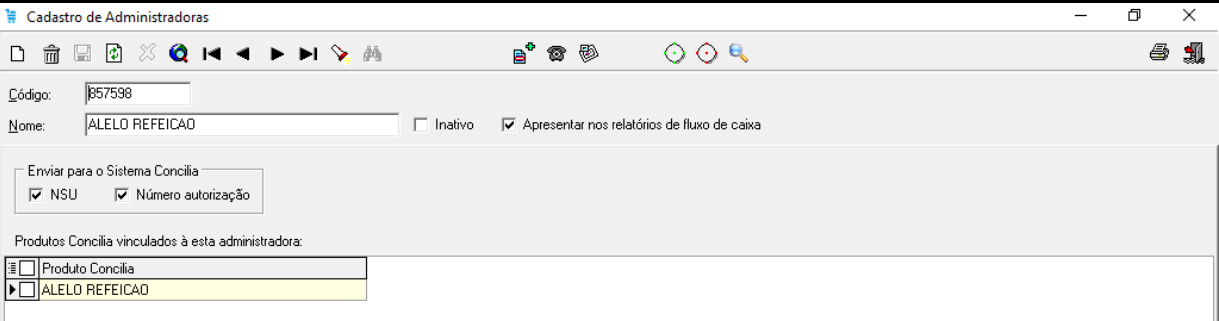 Cadastro de Administradoras
Código: 857598
Nome: ALELO REFEICAO Inativo Apresentar nos relatórios de fluxo de caixa
Enviar para o Sistema Concilia
NSU Número autorização
Produtos Concilia vinculados à esta administradora:
Produto Concilia
ALELO REFEICAO